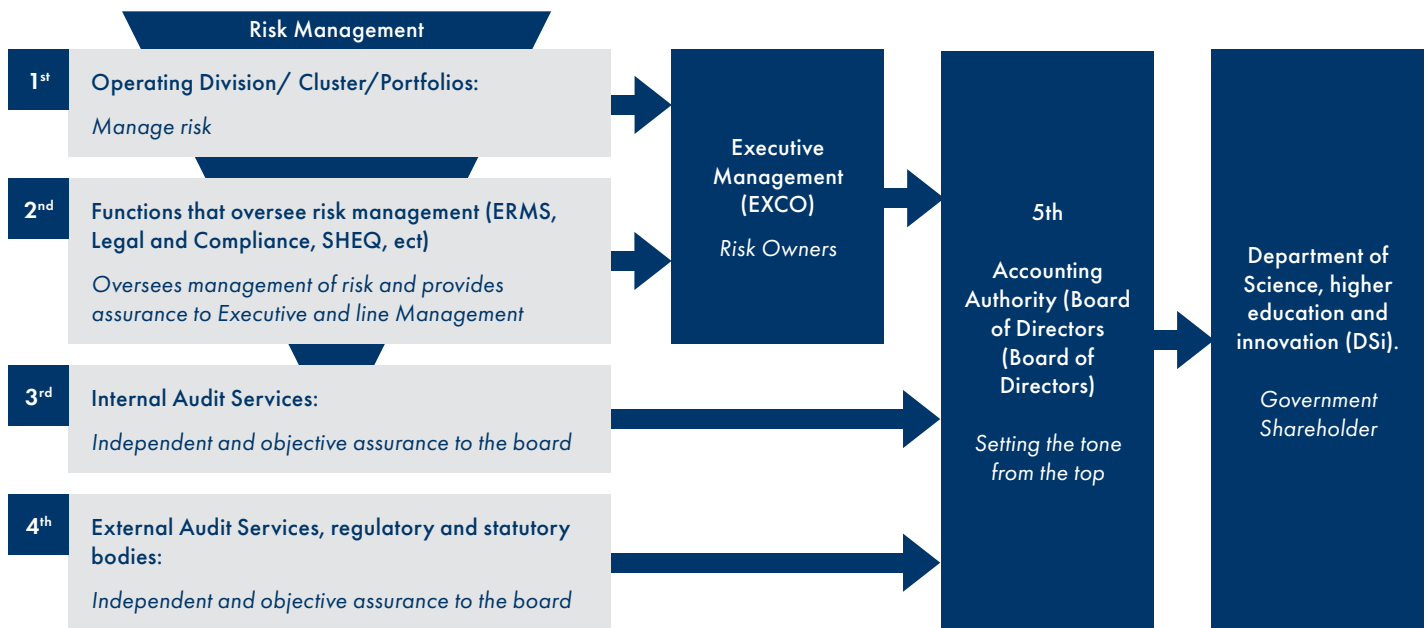 Risk Management
1st
Operating Division/ Cluster/Portfolios:
Manage risk
2nd
Functions that oversee risk management (ERMS,
Legal and Compliance, SHEQ, ect)
Oversees management of risk and provides
assurance to Executive and line Management
3rd
Internal Audit Services:
Independent and objective assurance to the board
4th
External Audit Services, regulatory and statutory
bodies:
Independent and objective assurance to the board
Executive
Management
(EXCO)
Risk Owners
5th
Accounting
Authority (Board
of Directors
(Board of
Directors)
Setting the tone
from the top
Department of
Science, higher
education and
innovation (DSi).
Government
Shareholder